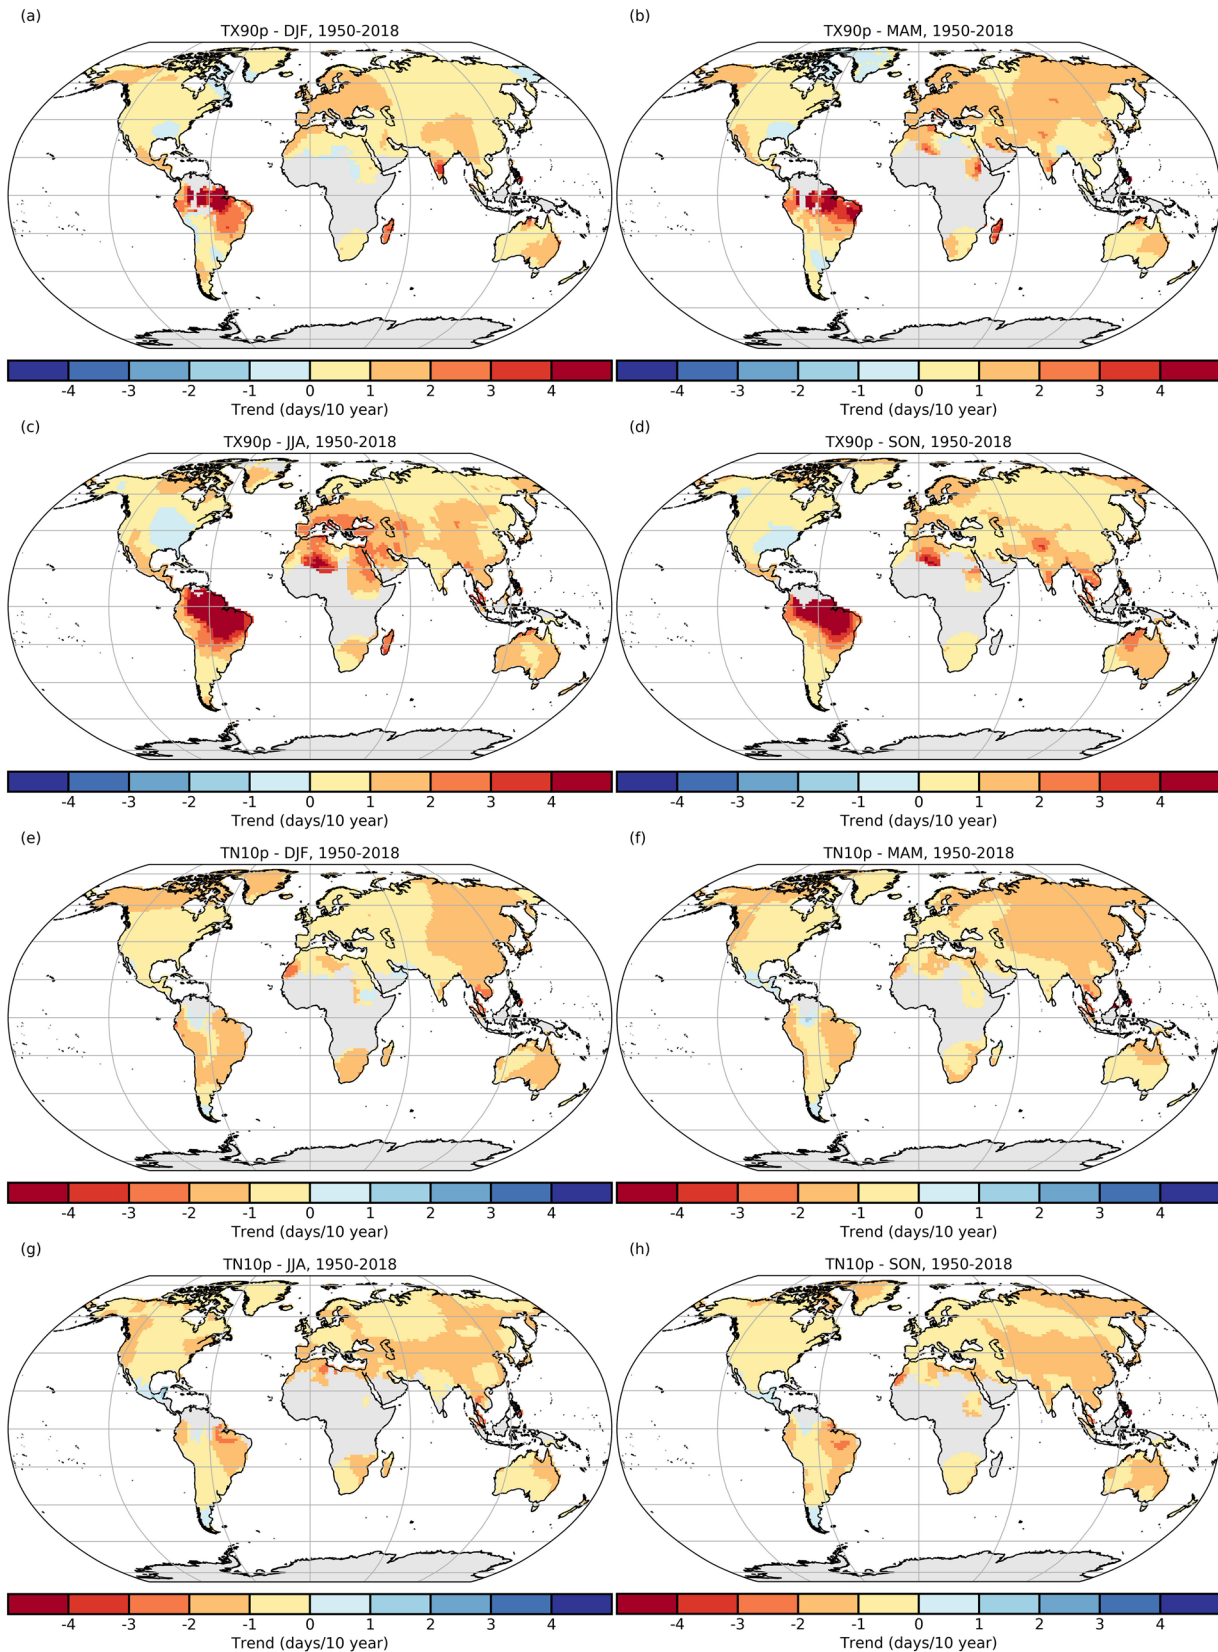 (a)
TX90p - DJF, 1950-2018
-4 -3 -2 -1 0 1 2 3 4
Trend (days/10 year)
(b)
TX90p - MAM, 1950-2018
-4 -3 -2 -1 0 1 2 3 4
Trend (days/10 year)
(c)
TX90p - JJA, 1950-2018
-4 -3 -2 -1 0 1 2 3 4
Trend (days/10 year)
(d)
TX90p - SON, 1950-2018
-4 -3 -2 -1 0 1 2 3 4
Trend (days/10 year)
(e)
TN10p - DJF, 1950-2018
-4 -3 -2 -1 0 1 2 3 4
Trend (days/10 year)
(f)
TN10p - MAM, 1950-2018
-4 -3 -2 -1 0 1 2 3 4
Trend (days/10 year)
(g)
TN10p - JJA, 1950-2018
-4 -3 -2 -1 0 1 2 3 4
Trend (days/10 year)
(h)
TN10p - SON, 1950-2018
-4 -3 -2 -1 0 1 2 3 4
Trend (days/10 year)